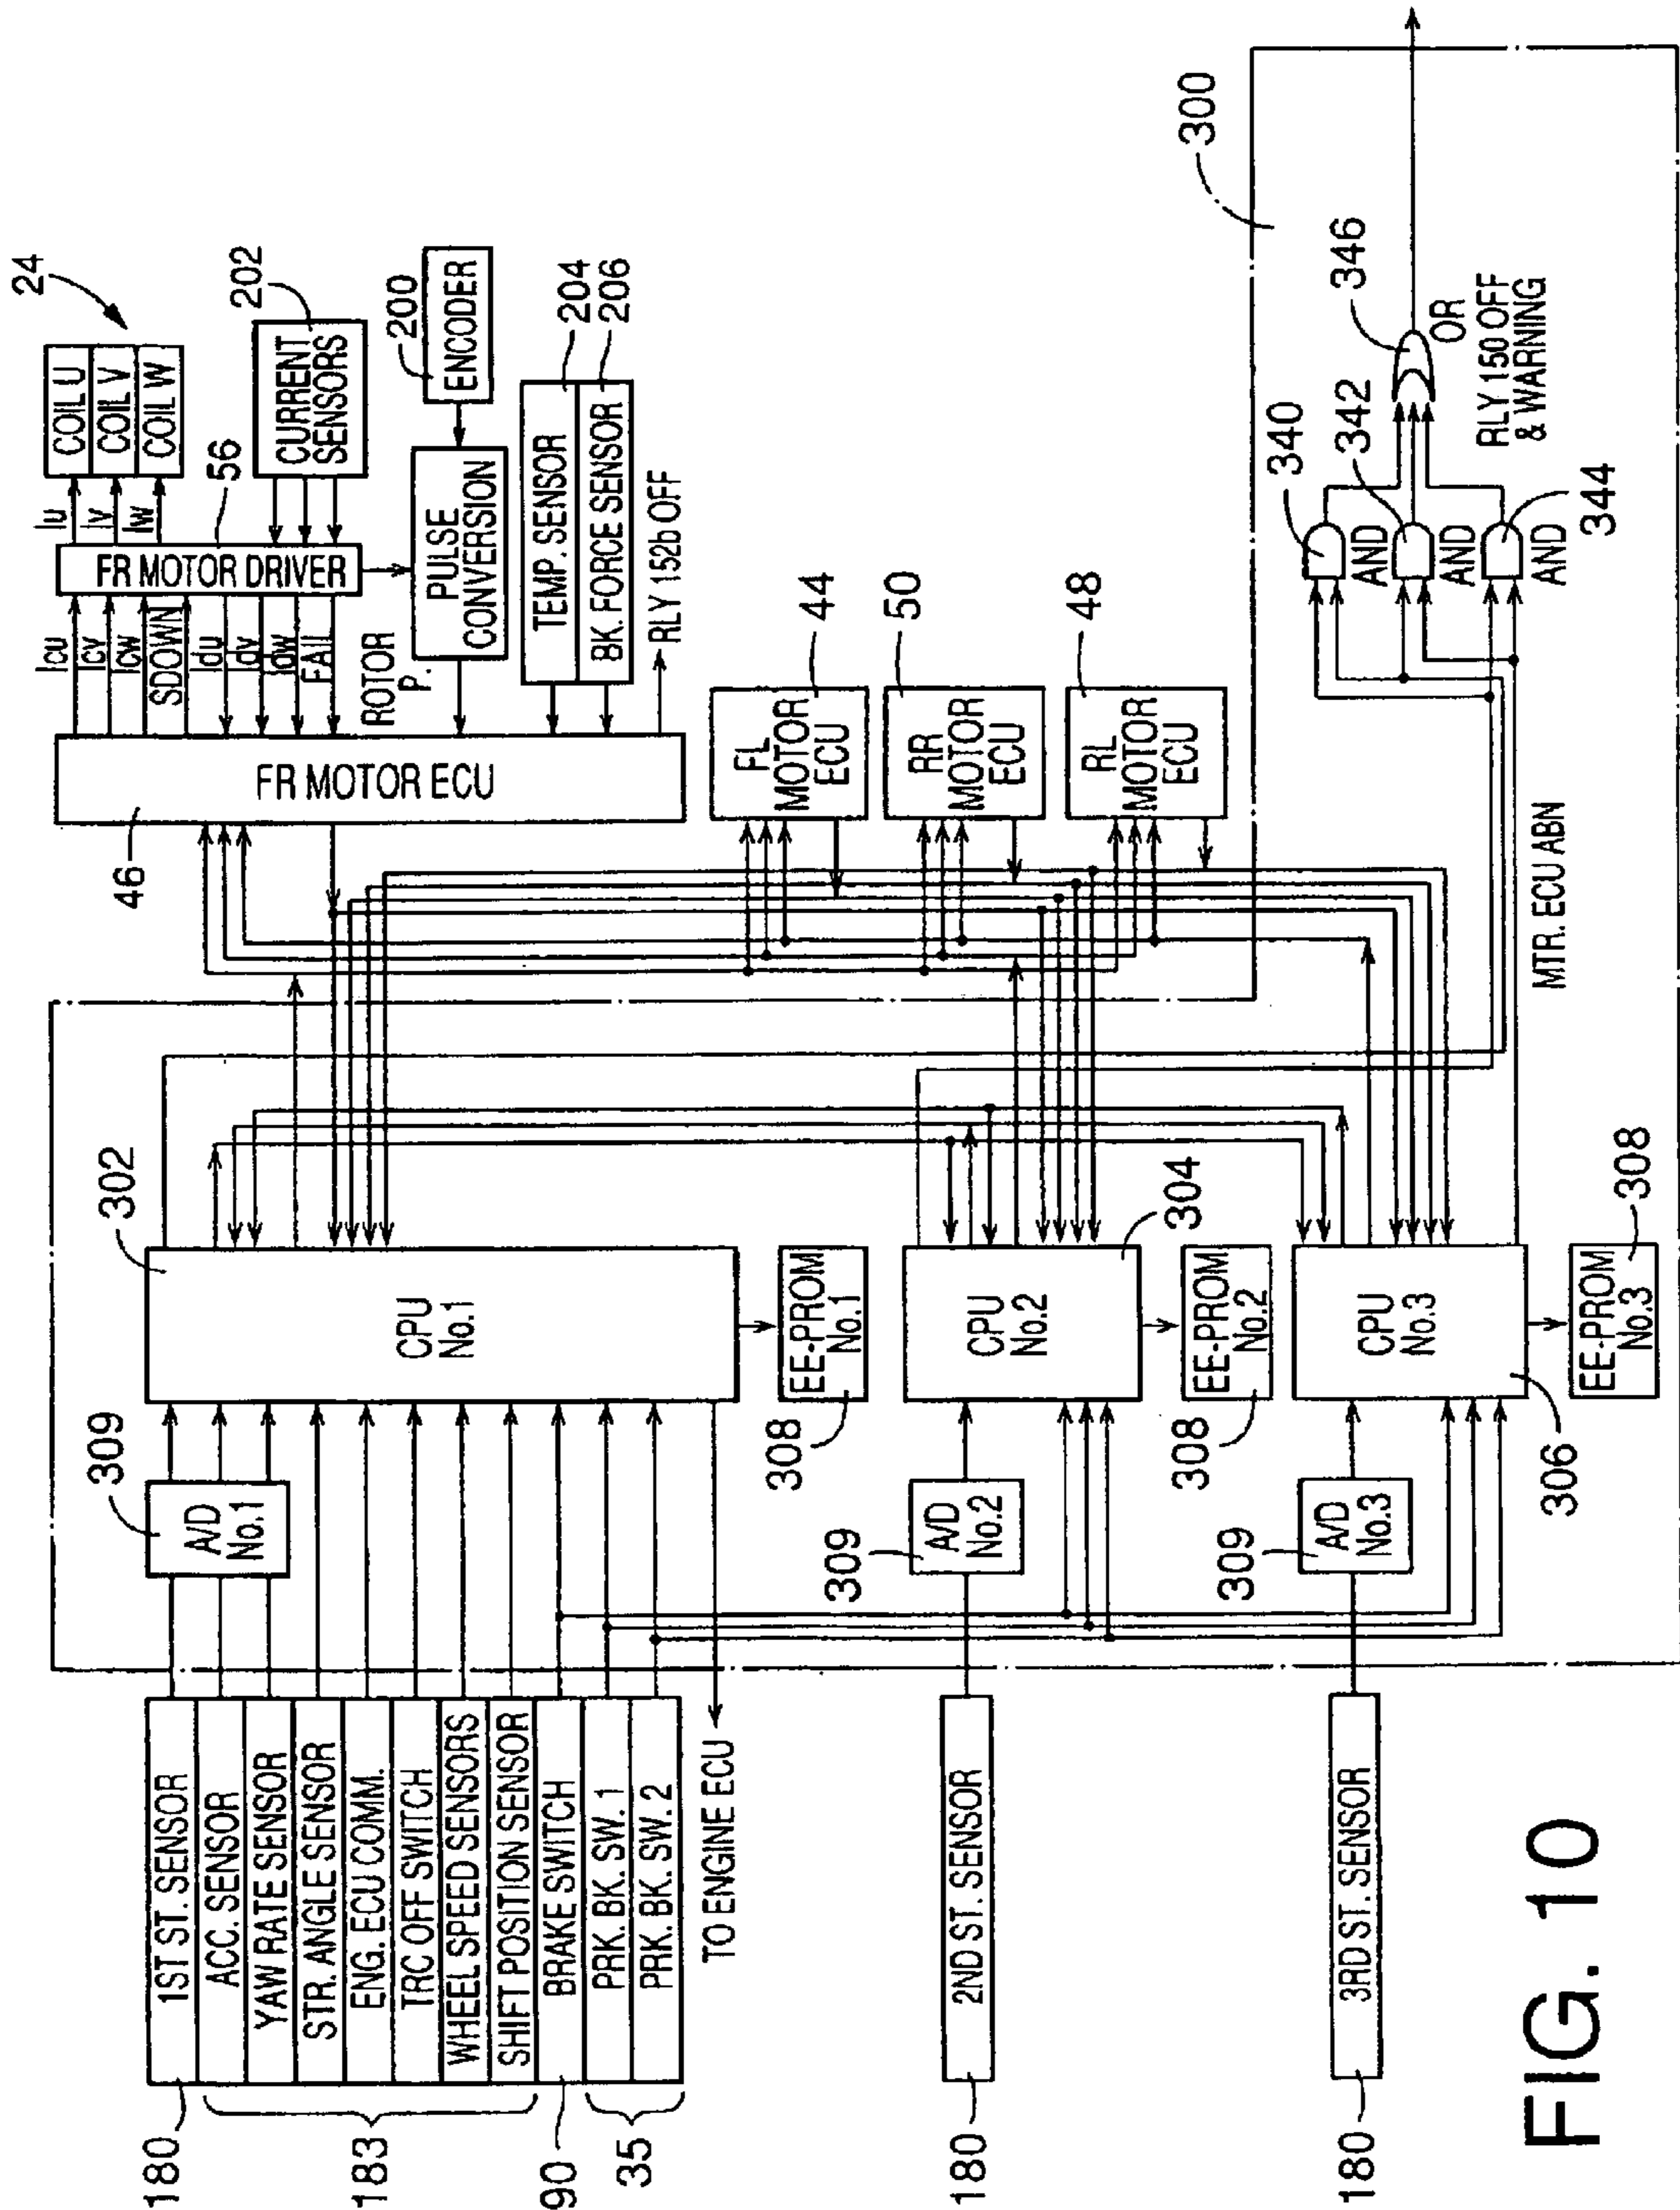 180
183
90
35
1ST ST. SENSOR
ACC. SENSOR
YAW RATE SENSOR
STR. ANGLE SENSOR
ENG. ECU COMM.
TRC OFF SWITCH
WHEEL SPEED SENSORS
SHIFT POSITION SENSOR
BRAKE SWITCH
PRK. BK. SW. 1
PRK. BK. SW. 2
TO ENGINE ECU
180
2ND ST. SENSOR
180
3RD ST. SENSOR
309
A/D
No.1
309
A/D
No.2
309
A/D
No.3
302
CPU
No.1
308
EE-PROM
No.1
304
CPU
No.2
308
EE-PROM
No.2
306
CPU
No.3
308
EE-PROM
No.3
46
FR MOTOR ECU
Icu
Icv
Icw
SDOWN
Idu
Idv
Idw
FAIL
ROTOR
P.
FR MOTOR DRIVER
56
Iu
Iv
Iw
COIL U
COIL V
COIL W
24
CURRENT
SENSORS
202
PULSE
CONVERSION
200
ENCODER
TEMP. SENSOR
BK. FORCE SENSOR
204
206
RLY 152b OFF
FL
MOTOR
ECU
44
RR
MOTOR
ECU
50
RL
MOTOR
ECU
48
300
MTR. ECU ABN
340
AND
342
AND
344
AND
346
OR
RLY 150 OFF
& WARNING
FIG. 10